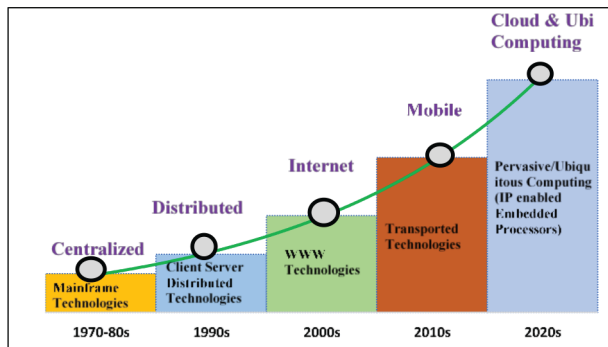 Cloud & Ubi
Computing
Mobile
Internet
Distributed
Centralized
Mainframe
Technologies
Client Server
Distributed
Technologies
WWW
Technologies
Transported
Technologies
Pervasive/Ubiqu
itous Computing
(IP enabled
Embedded
Processors)
1970-80s
1990s
2000s
2010s
2020s